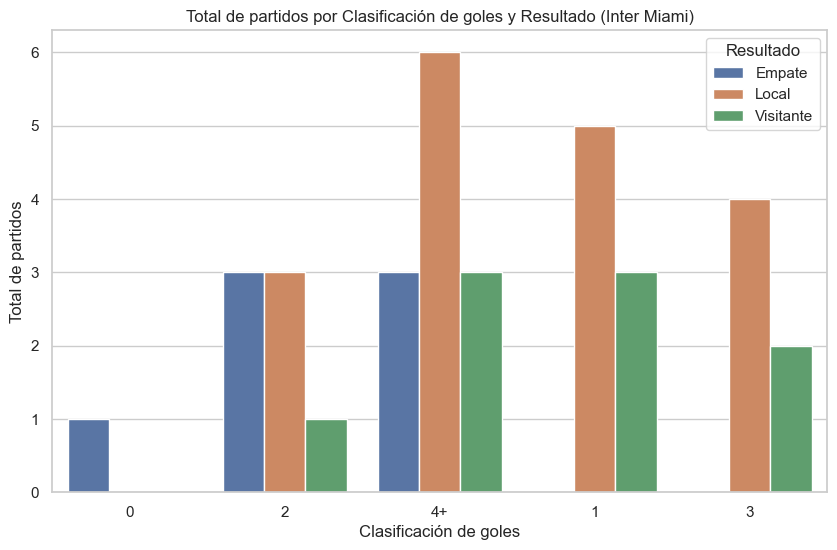 Total de partidos por Clasificación de goles y Resultado (Inter Miami)
Resultado
Empate
Local
Visitante
Total de partidos
6
5
4
3
2
1
0
0 2 4+ 1 3
Clasificación de goles